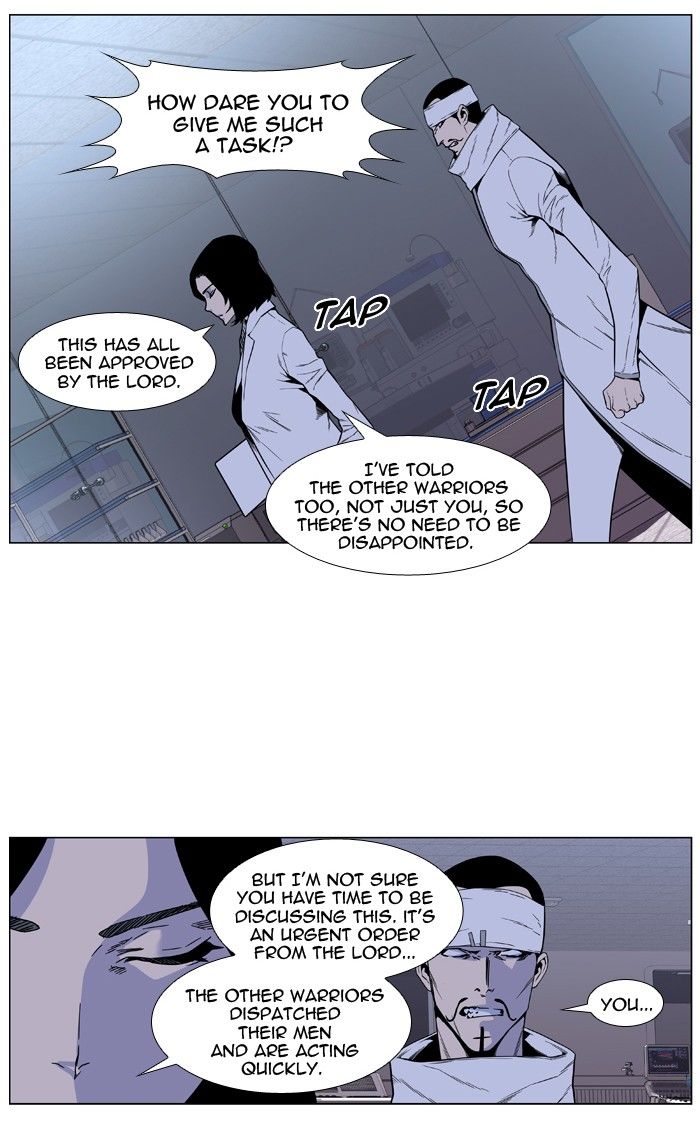 HOW DARE YOU TO
GIVE ME SUCH
A TASK!?
THIS HAS ALL
BEEN APPROVED
BY THE LORD.
TAP
TAP
I'VE TOLD
THE OTHER WARRIORS
TOO, NOT JUST YOU, SO
THERE'S NO NEED TO BE
DISAPPOINTED.
BUT I'M NOT SURE
YOU HAVE TIME TO BE
DISCUSSING THIS. IT'S
AN URGENT ORDER
FROM THE LORD...
THE OTHER WARRIORS
DISPATCHED
THEIR MEN
AND ARE ACTING
QUICKLY.
YOU...